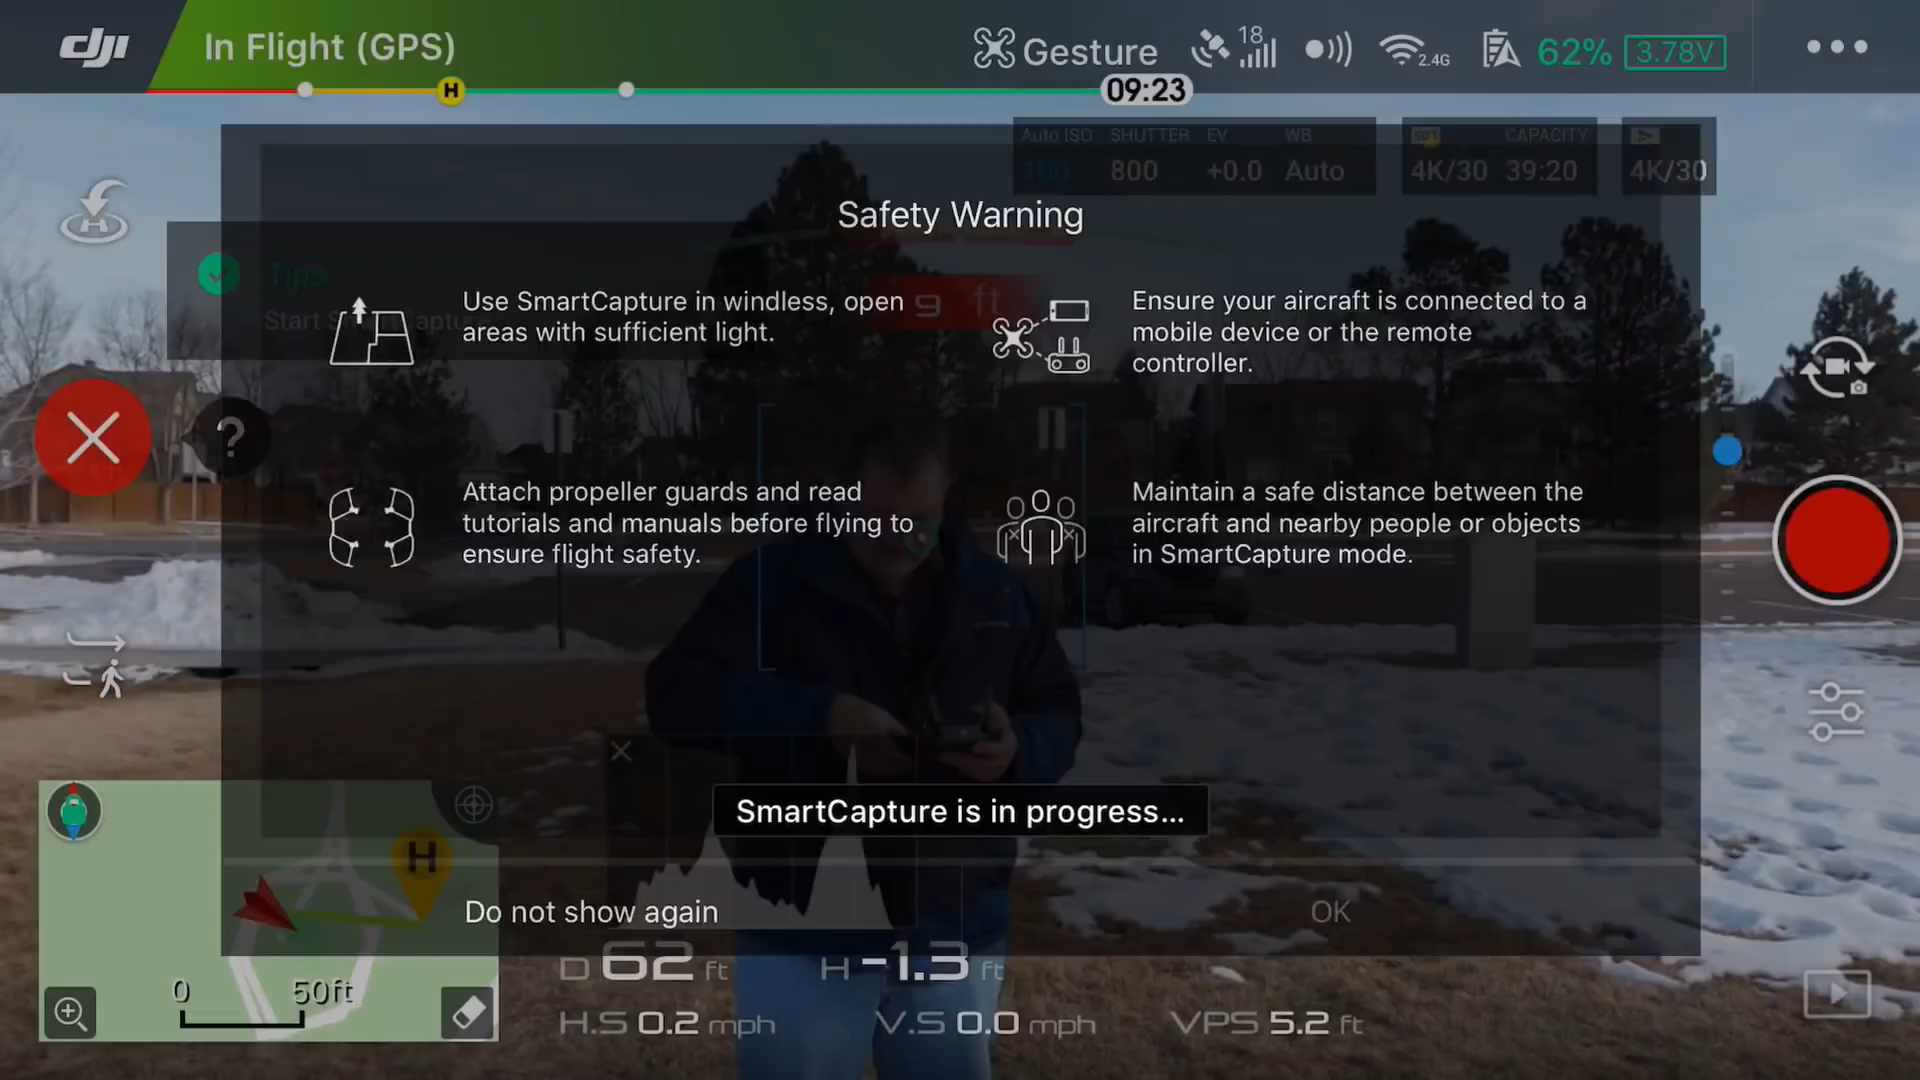 dji
In Flight (GPS)
Gesture
18
2.4G
62%
3.78V
H
09:23
Auto ISO SHUTTER EV WB
100 800 +0.0 Auto
CAPACITY
4K/30 39:20
4K/30
Safety Warning
Tips
9 ft
Use SmartCapture in windless, open
areas with sufficient light.
Ensure your aircraft is connected to a
mobile device or the remote
controller.
?
Attach propeller guards and read
tutorials and manuals before flying to
ensure flight safety.
Maintain a safe distance between the
aircraft and nearby people or objects
in SmartCapture mode.
SmartCapture is in progress...
H
Do not show again
OK
D 62 ft H -1.3 ft
0 50ft
H.S 0.2 mph V.S 0.0 mph VPS 5.2 ft